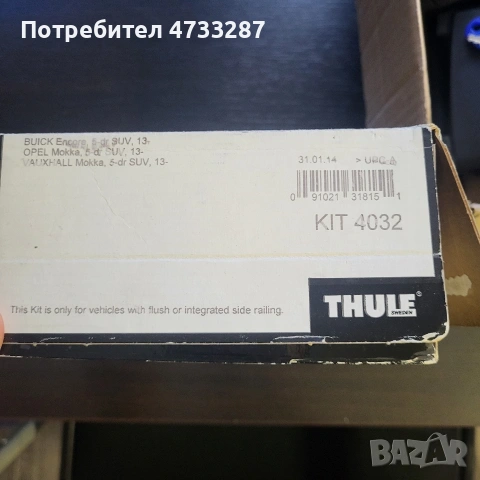 Потребител 4733287
BUICK Encore, 5-dr SUV, 13-
OPEL Mokka, 5-dr SUV, 13-
VAUXHALL Mokka, 5-dr SUV, 13-
31.01.14 > UPC-A
0 91021 31815 1
KIT 4032
This Kit is only for vehicles with flush or integrated side railing.
THULE®
SWEDEN
BAZAR